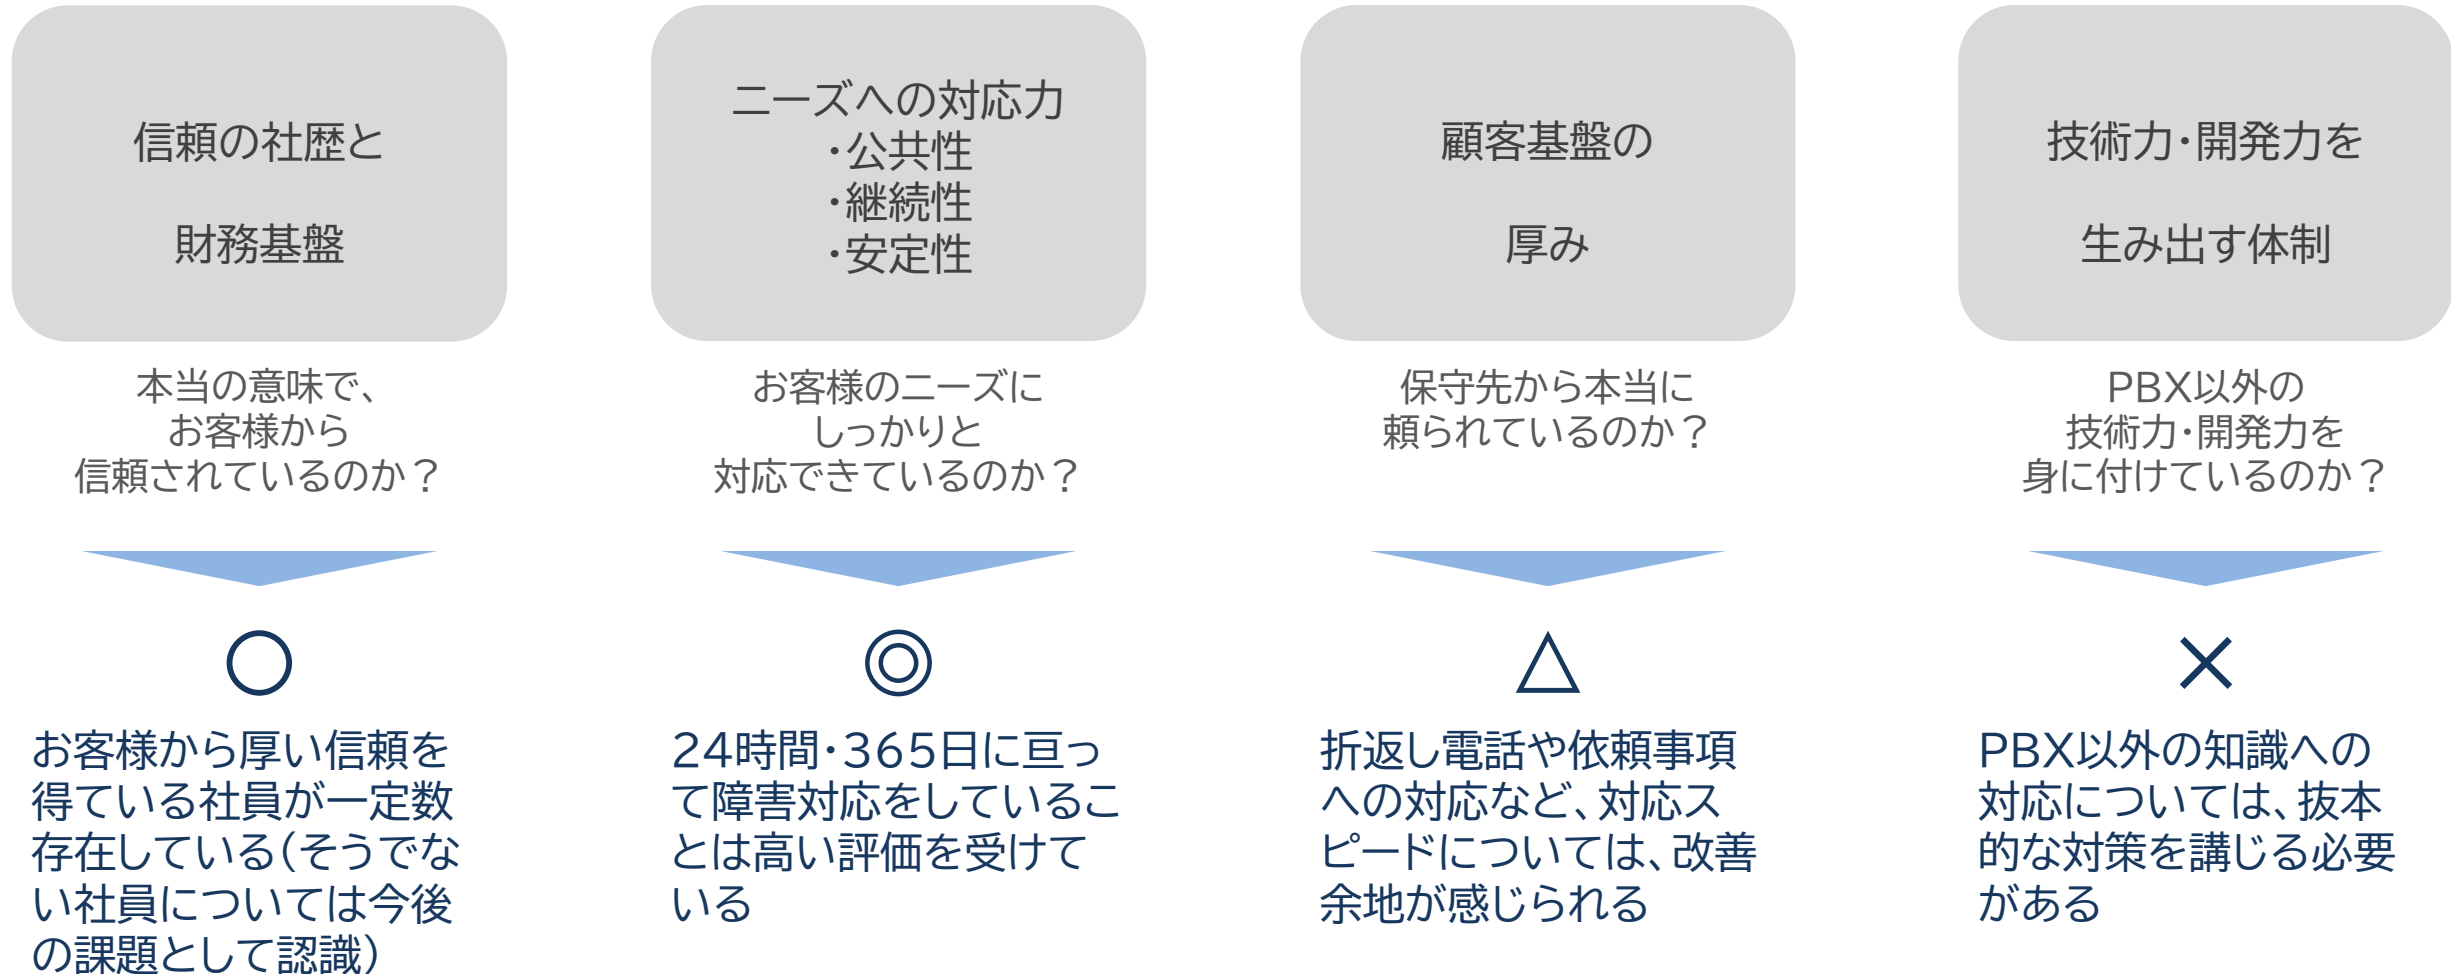 信頼の社歴と
財務基盤
本当の意味で、
お客様から
信頼されているのか？
○
お客様から厚い信頼を
得ている社員が一定数
存在している（そうでな
い社員については今後
の課題として認識）
ニーズへの対応力
・公共性
・継続性
・安定性
お客様のニーズに
しっかりと
対応できているのか？
◎
24時間・365日に亘っ
て障害対応をしているこ
とは高い評価を受けて
いる
顧客基盤の
厚み
保守先から本当に
頼られているのか？
△
折返し電話や依頼事項
への対応など、対応ス
ピードについては、改善
余地が感じられる
技術力・開発力を
生み出す体制
PBX以外の
技術力・開発力を
身に付けているのか？
×
PBX以外の知識への
対応については、抜本
的な対策を講じる必要
がある